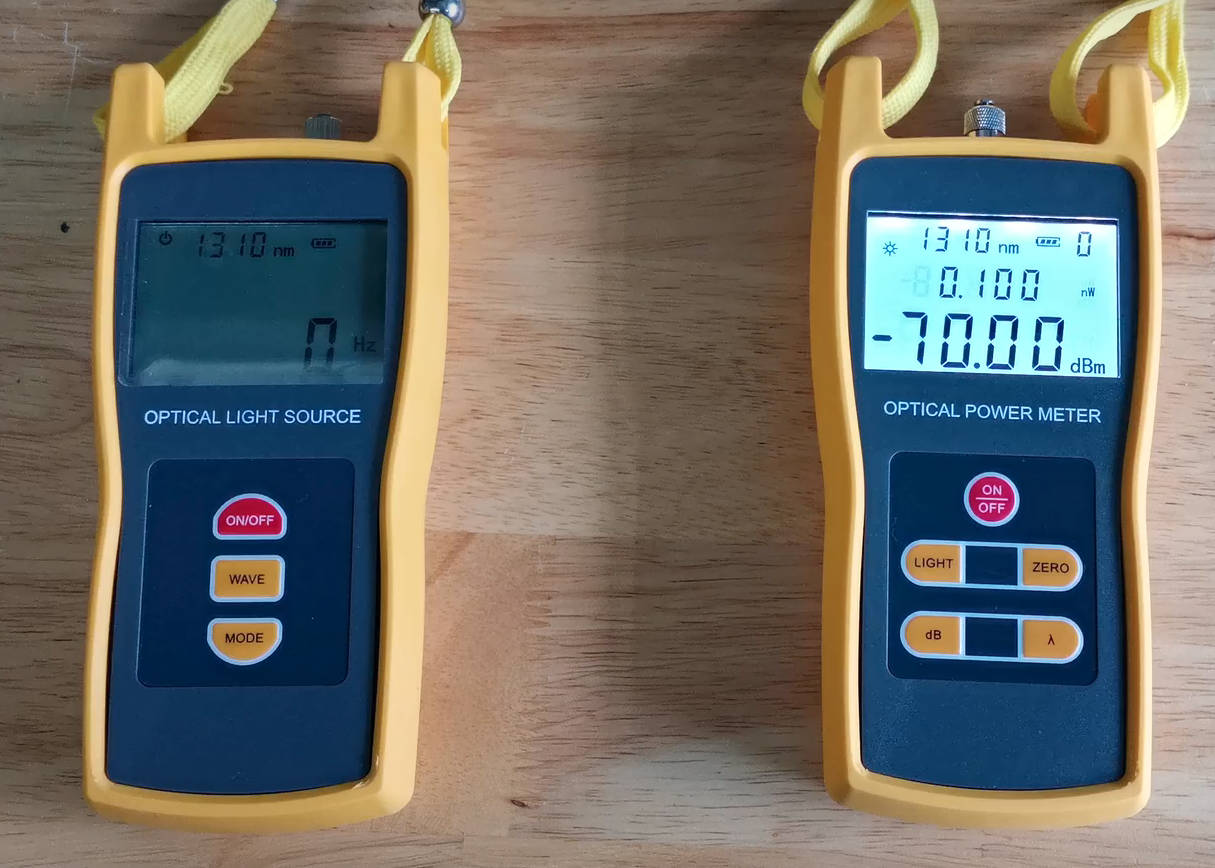 1310 nm
0 Hz
OPTICAL LIGHT SOURCE
ON/OFF
WAVE
MODE
1310 nm 0
0.100 nW
-70.00 dBm
OPTICAL POWER METER
ON
OFF
LIGHT ZERO
dB λ